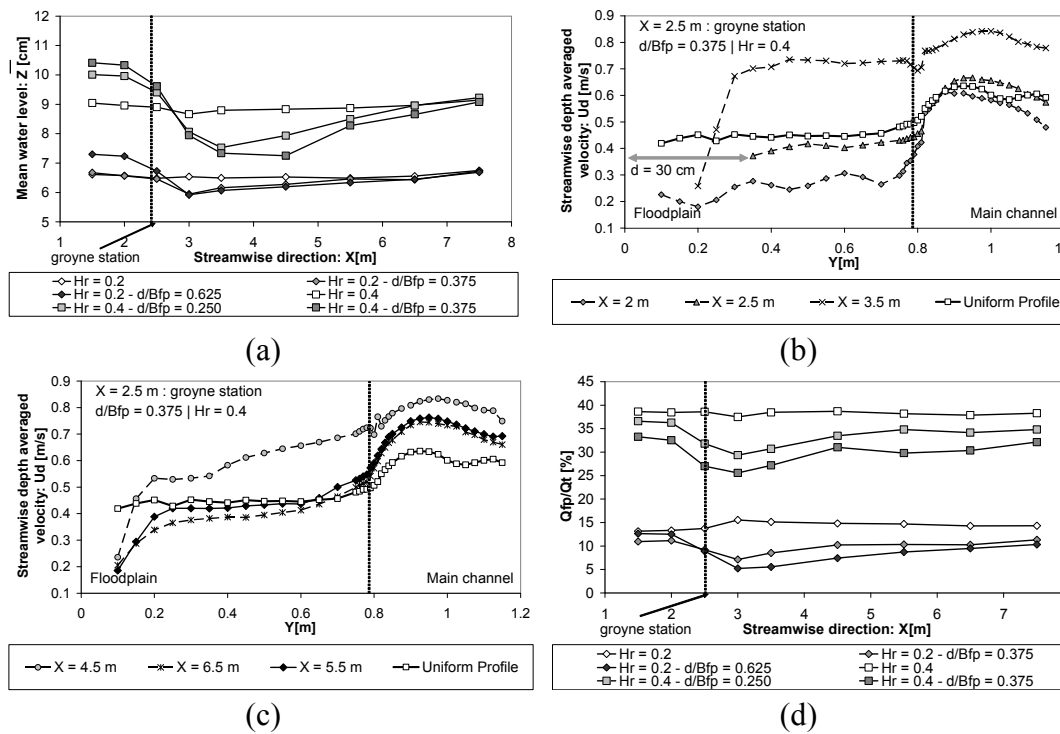 Mean water level: Z [cm]
12
11
10
9
8
7
6
5
1 2 3 4 5 6 7 8
groyne station
Streamwise direction: X[m]
Hr = 0.2
Hr = 0.2 - d/Bfp = 0.375
Hr = 0.2 - d/Bfp = 0.625
Hr = 0.4
Hr = 0.4 - d/Bfp = 0.250
Hr = 0.4 - d/Bfp = 0.375
(a)
Streamwise depth averaged
velocity: Ud [m/s]
0.9
0.8
0.7
0.6
0.5
0.4
0.3
0.2
0.1
X = 2.5 m : groyne station
d/Bfp = 0.375 | Hr = 0.4
d = 30 cm
Floodplain
Main channel
0 0.2 0.4 0.6 0.8 1
Y[m]
X = 2 m
X = 2.5 m
X = 3.5 m
Uniform Profile
(b)
Streamwise depth averaged
velocity: Ud [m/s]
0.9
0.8
0.7
0.6
0.5
0.4
0.3
0.2
0.1
X = 2.5 m : groyne station
d/Bfp = 0.375 | Hr = 0.4
Floodplain
Main channel
0 0.2 0.4 0.6 0.8 1 1.2
Y[m]
X = 4.5 m
X = 6.5 m
X = 5.5 m
Uniform Profile
(c)
Qfp/Qt [%]
45
40
35
30
25
20
15
10
5
0
1 2 3 4 5 6 7
groyne station
Streamwise direction: X[m]
Hr = 0.2
Hr = 0.2 - d/Bfp = 0.375
Hr = 0.2 - d/Bfp = 0.625
Hr = 0.4
Hr = 0.4 - d/Bfp = 0.250
Hr = 0.4 - d/Bfp = 0.375
(d)